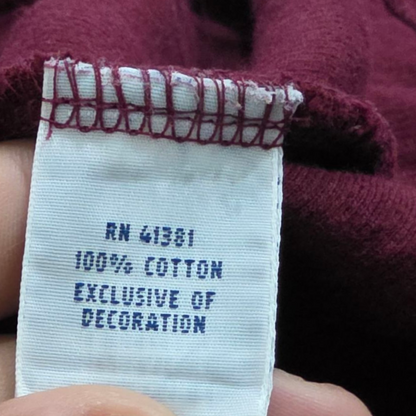 RN 41381
100% COTTON
EXCLUSIVE OF
DECORATION